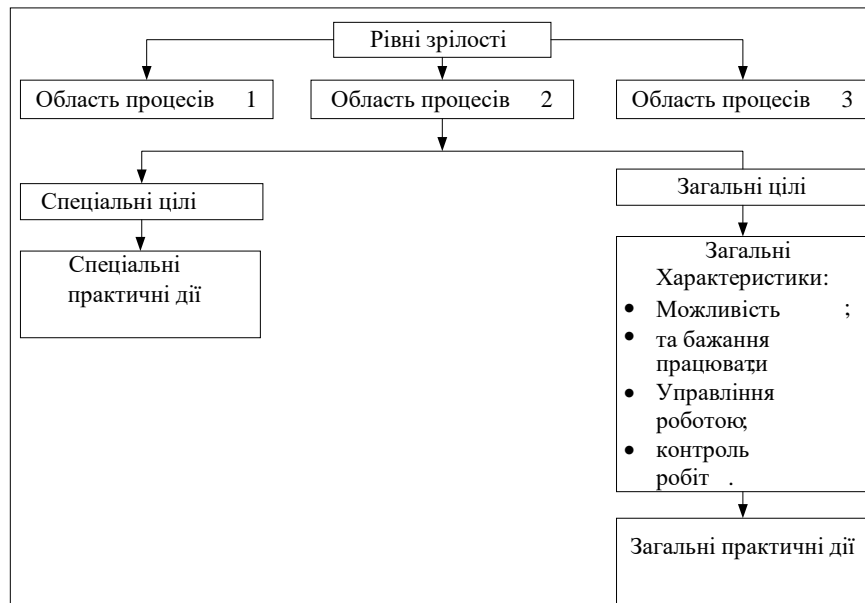 Рівні зрілості
Область процесів 1
Область процесів 2
Область процесів 3
Спеціальні цілі
Загальні цілі
Спеціальні
практичні дії
Загальні
Характеристики:
• Можливість ;
• та бажання
працювати;
• Управління
роботою;
• контроль
робіт .
Загальні практичні дії